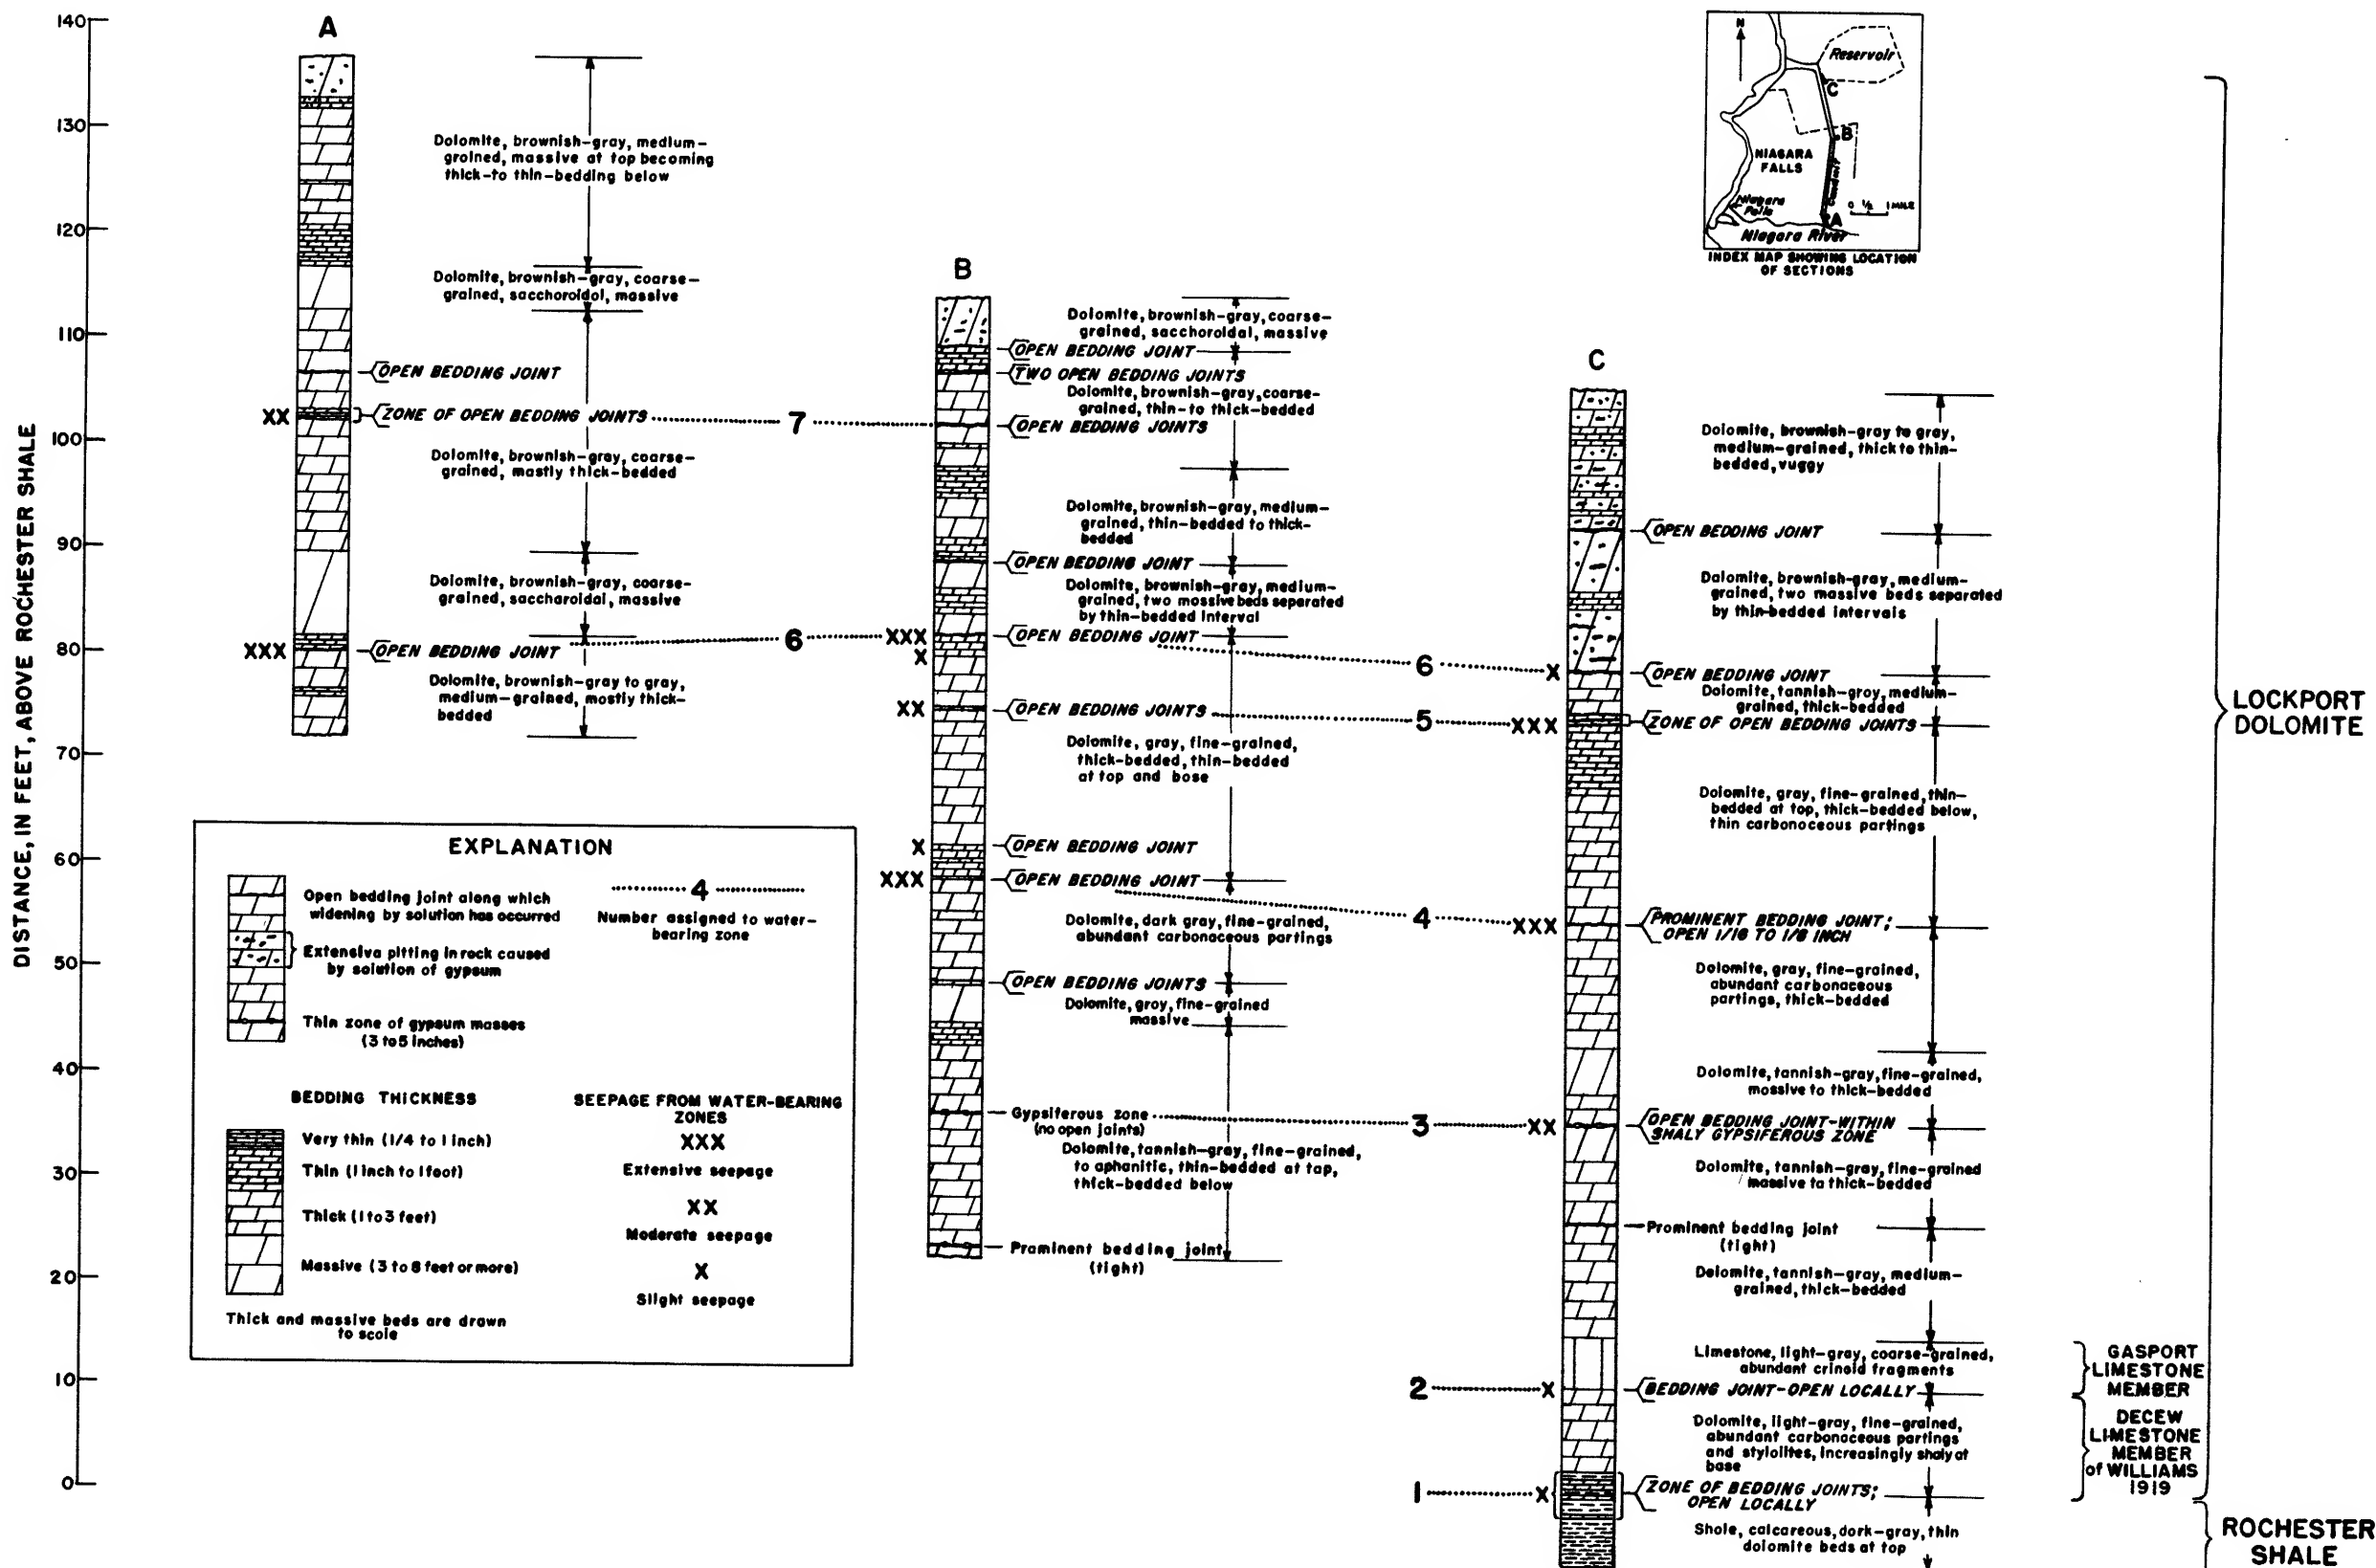 DISTANCE, IN FEET, ABOVE ROCHESTER SHALE
140
130
120
110
100
90
80
70
60
50
40
30
20
10
0
A
Dolomite, brownish-gray, medium-
grained, massive at top becoming
thick-to thin-bedding below
Dolomite, brownish-gray, coarse-
grained, saccharoidal, massive
OPEN BEDDING JOINT
XX
ZONE OF OPEN BEDDING JOINTS
7
Dolomite, brownish-gray, coarse-
grained, mostly thick-bedded
Dolomite, brownish-gray, coarse-
grained, saccharoidal, massive
XXX
OPEN BEDDING JOINT
6
Dolomite, brownish-gray to gray,
medium-grained, mostly thick-
bedded
B
Dolomite, brownish-gray, coarse-
grained, saccharoidal, massive
OPEN BEDDING JOINT
TWO OPEN BEDDING JOINTS
Dolomite, brownish-gray, coarse-
grained, thin-to thick-bedded
OPEN BEDDING JOINTS
Dolomite, brownish-gray, medium-
grained, thin-bedded to thick-
bedded
OPEN BEDDING JOINT
Dolomite, brownish-gray, medium-
grained, two massive beds separated
by thin-bedded interval
XXX
OPEN BEDDING JOINT
X
6
XX
OPEN BEDDING JOINTS
5
Dolomite, gray, fine-grained,
thick-bedded, thin-bedded
at top and base
X
OPEN BEDDING JOINT
XXX
OPEN BEDDING JOINT
4
Dolomite, dark gray, fine-grained,
abundant carbonaceous partings
OPEN BEDDING JOINTS
Dolomite, gray, fine-grained
massive
Gypsiferous zone
(no open joints)
3
Dolomite, tannish-gray, fine-grained,
to aphanitic, thin-bedded at top,
thick-bedded below
Prominent bedding joint
(tight)
N
Reservoir
C
B
NIAGARA
FALLS
Conduit
Niagara
Falls
A
0 1/2 1 MILE
Niagara River
INDEX MAP SHOWING LOCATION
OF SECTIONS
C
Dolomite, brownish-gray to gray,
medium-grained, thick to thin-
bedded, vuggy
OPEN BEDDING JOINT
Dolomite, brownish-gray, medium-
grained, two massive beds separated
by thin-bedded intervals
X
OPEN BEDDING JOINT
Dolomite, tannish-gray, medium-
grained, thick-bedded
XXX
ZONE OF OPEN BEDDING JOINTS
Dolomite, gray, fine-grained, thin-
bedded at top, thick-bedded below,
thin carbonaceous partings
XXX
PROMINENT BEDDING JOINT;
OPEN 1/16 TO 1/8 INCH
Dolomite, gray, fine-grained,
abundant carbonaceous
partings, thick-bedded
Dolomite, tannish-gray, fine-grained,
massive to thick-bedded
XX
OPEN BEDDING JOINT-WITHIN
SHALY GYPSIFEROUS ZONE
Dolomite, tannish-gray, fine-grained
massive to thick-bedded
Prominent bedding joint
(tight)
Dolomite, tannish-gray, medium-
grained, thick-bedded
Limestone, light-gray, coarse-grained,
abundant crinoid fragments
2
X
BEDDING JOINT-OPEN LOCALLY
Dolomite, light-gray, fine-grained,
abundant carbonaceous partings
and stylolites, increasingly shaly at
base
1
X
ZONE OF BEDDING JOINTS;
OPEN LOCALLY
Shale, calcareous, dark-gray, thin
dolomite beds at top
LOCKPORT
DOLOMITE
GASPORT
LIMESTONE
MEMBER
DECEW
LIMESTONE
MEMBER
of WILLIAMS
1919
ROCHESTER
SHALE
EXPLANATION
Open bedding joint along which
widening by solution has occurred
Extensive pitting in rock caused
by solution of gypsum
Thin zone of gypsum masses
(3 to 5 inches)
4
Number assigned to water-
bearing zone
BEDDING THICKNESS
Very thin (1/4 to 1 inch)
Thin (1 inch to 1 foot)
Thick (1 to 3 feet)
Massive (3 to 8 feet or more)
Thick and massive beds are drawn
to scale
SEEPAGE FROM WATER-BEARING
ZONES
XXX
Extensive seepage
XX
Moderate seepage
X
Slight seepage